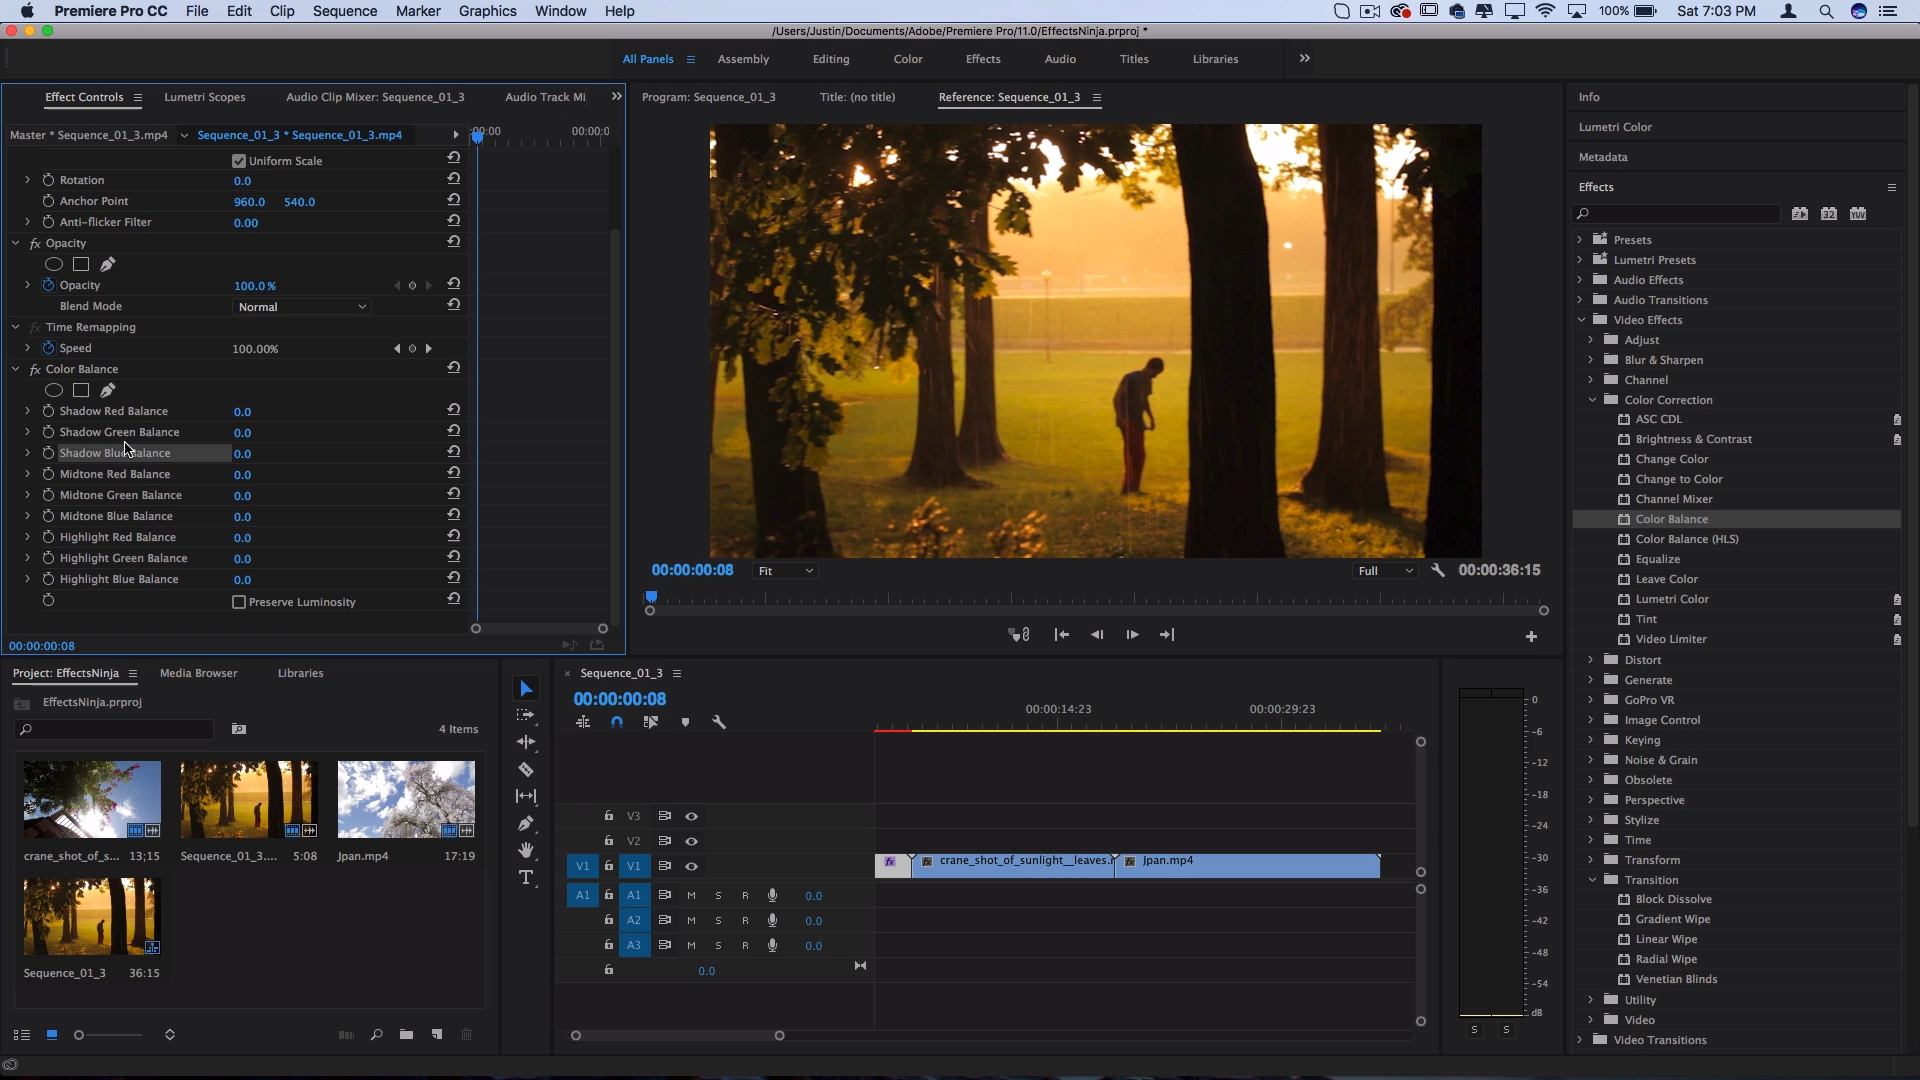 Premiere Pro CC File Edit Clip Sequence Marker Graphics Window Help 100% Sat 7:03 PM
/Users/Justin/Documents/Adobe/Premiere Pro/11.0/EffectsNinja.prproj *
All Panels Assembly Editing Color Effects Audio Titles Libraries
Effect Controls Lumetri Scopes Audio Clip Mixer: Sequence_01_3 Audio Track Mi
Master * Sequence_01_3.mp4 Sequence_01_3 * Sequence_01_3.mp4 :00:00 00:00:0
Uniform Scale
Rotation 0.0
Anchor Point 960.0 540.0
Anti-flicker Filter 0.00
fx Opacity
Opacity 100.0 %
Blend Mode Normal
fx Time Remapping
Speed 100.00%
fx Color Balance
Shadow Red Balance 0.0
Shadow Green Balance 0.0
Shadow Blue Balance 0.0
Midtone Red Balance 0.0
Midtone Green Balance 0.0
Midtone Blue Balance 0.0
Highlight Red Balance 0.0
Highlight Green Balance 0.0
Highlight Blue Balance 0.0
Preserve Luminosity
00:00:00:08
Program: Sequence_01_3 Title: (no title) Reference: Sequence_01_3
00:00:00:08 Fit Full 00:00:36:15
Info
Lumetri Color
Metadata
Effects
32 YUV
Presets
Lumetri Presets
Audio Effects
Audio Transitions
Video Effects
Adjust
Blur & Sharpen
Channel
Color Correction
ASC CDL
Brightness & Contrast
Change Color
Change to Color
Channel Mixer
Color Balance
Color Balance (HLS)
Equalize
Leave Color
Lumetri Color
Tint
Video Limiter
Distort
Generate
GoPro VR
Image Control
Keying
Noise & Grain
Obsolete
Perspective
Stylize
Time
Transform
Transition
Block Dissolve
Gradient Wipe
Linear Wipe
Radial Wipe
Venetian Blinds
Utility
Video
Video Transitions
Project: EffectsNinja Media Browser Libraries
EffectsNinja.prproj
4 Items
crane_shot_of_s... 13;15 Sequence_01_3.... 5:08 Jpan.mp4 17:19
Sequence_01_3 36:15
× Sequence_01_3
00:00:00:08
00:00:14:23 00:00:29:23
V3
V2
V1 V1 fx fx crane_shot_of_sunlight__leaves.r fx Jpan.mp4
A1 A1 M S R 0.0
A2 M S R 0.0
A3 M S R 0.0
0.0
0
-6
-12
-18
-24
-30
-36
-42
-48
-54
dB
S S